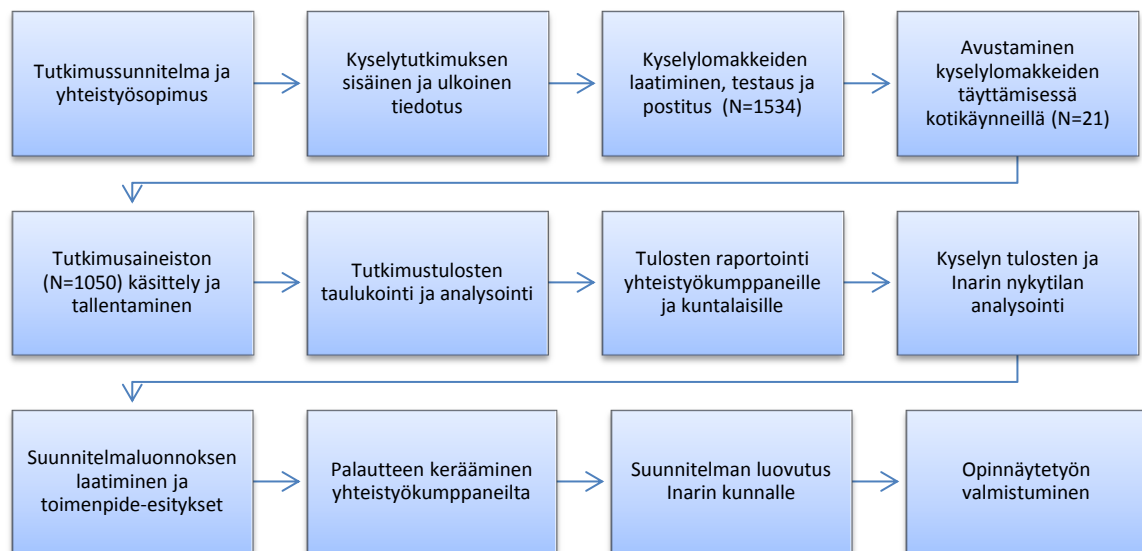 Tutkimussunnitelma ja
yhteistyösopimus
Kyselytutkimuksen
sisäinen ja ulkoinen
tiedotus
Kyselylomakkeiden
laatiminen, testaus ja
postitus (N=1534)
Avustaminen
kyselylomakkeiden
täyttämisessä
kotikäynneillä (N=21)
Tutkimusaineiston
(N=1050) käsittely ja
tallentaminen
Tutkimustulosten
taulukointi ja analysointi
Tulosten raportointi
yhteistyökumppaneille
ja kuntalaisille
Kyselyn tulosten ja
Inarin nykytilan
analysointi
Suunnitelmaluonnoksen
laatiminen ja
toimenpide-esitykset
Palautteen kerääminen
yhteistyökumppaneilta
Suunnitelman luovutus
Inarin kunnalle
Opinnäytetyön
valmistuminen